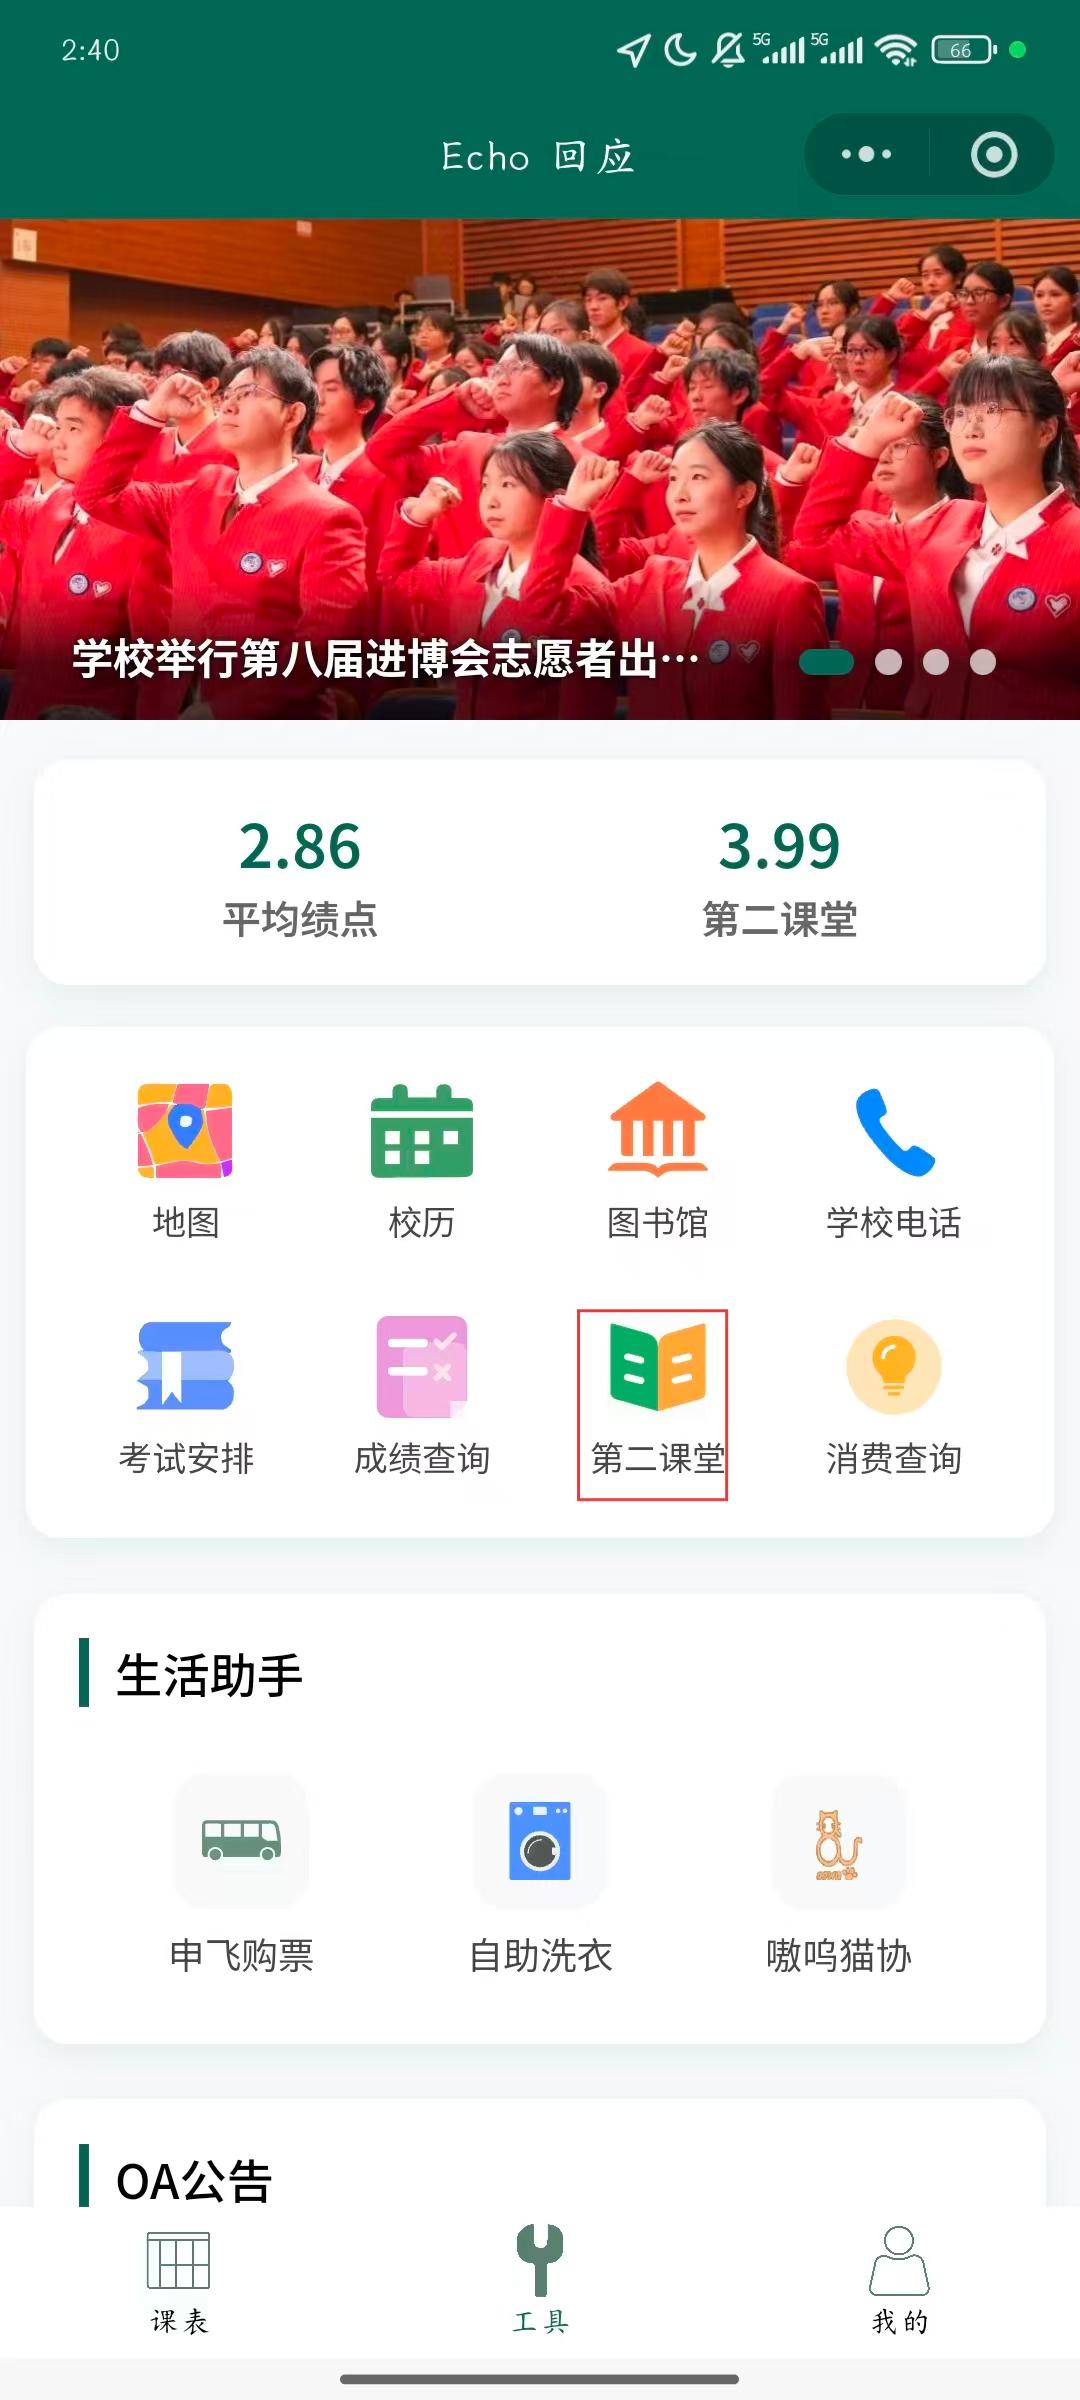 2:40
5G 5G 66
Echo 回应
学校举行第八届进博会志愿者出…
2.86 3.99
平均绩点 第二课堂
地图 校历 图书馆 学校电话
考试安排 成绩查询 第二课堂 消费查询
生活助手
申飞购票 自助洗衣 嗷呜猫协
OA公告
课表 工具 我的